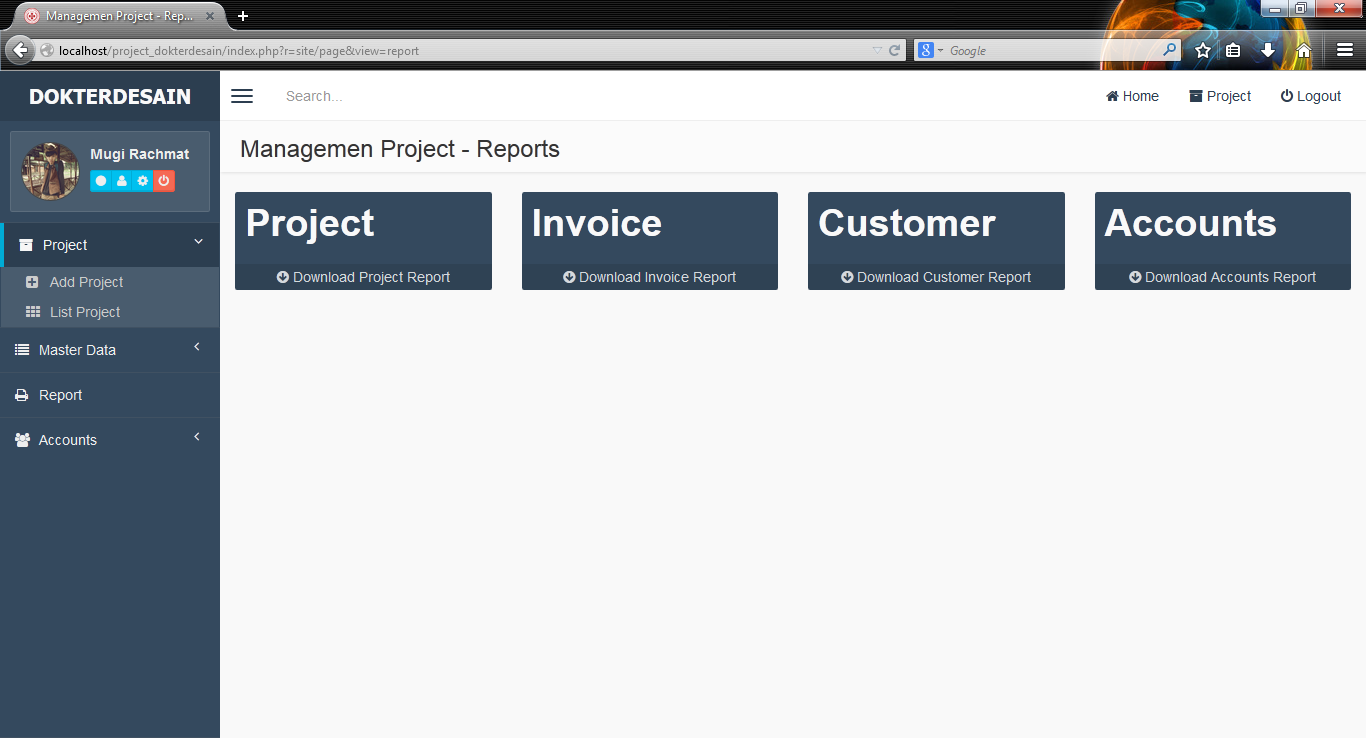 Managemen Project - Rep...
localhost/project_dokterdesain/index.php?r=site/page&view=report
8 Google
DOKTERDESAIN
Search...
Home Project Logout
Mugi Rachmat
Managemen Project - Reports
Project
Add Project
List Project
Master Data
Report
Accounts
Project
Download Project Report
Invoice
Download Invoice Report
Customer
Download Customer Report
Accounts
Download Accounts Report